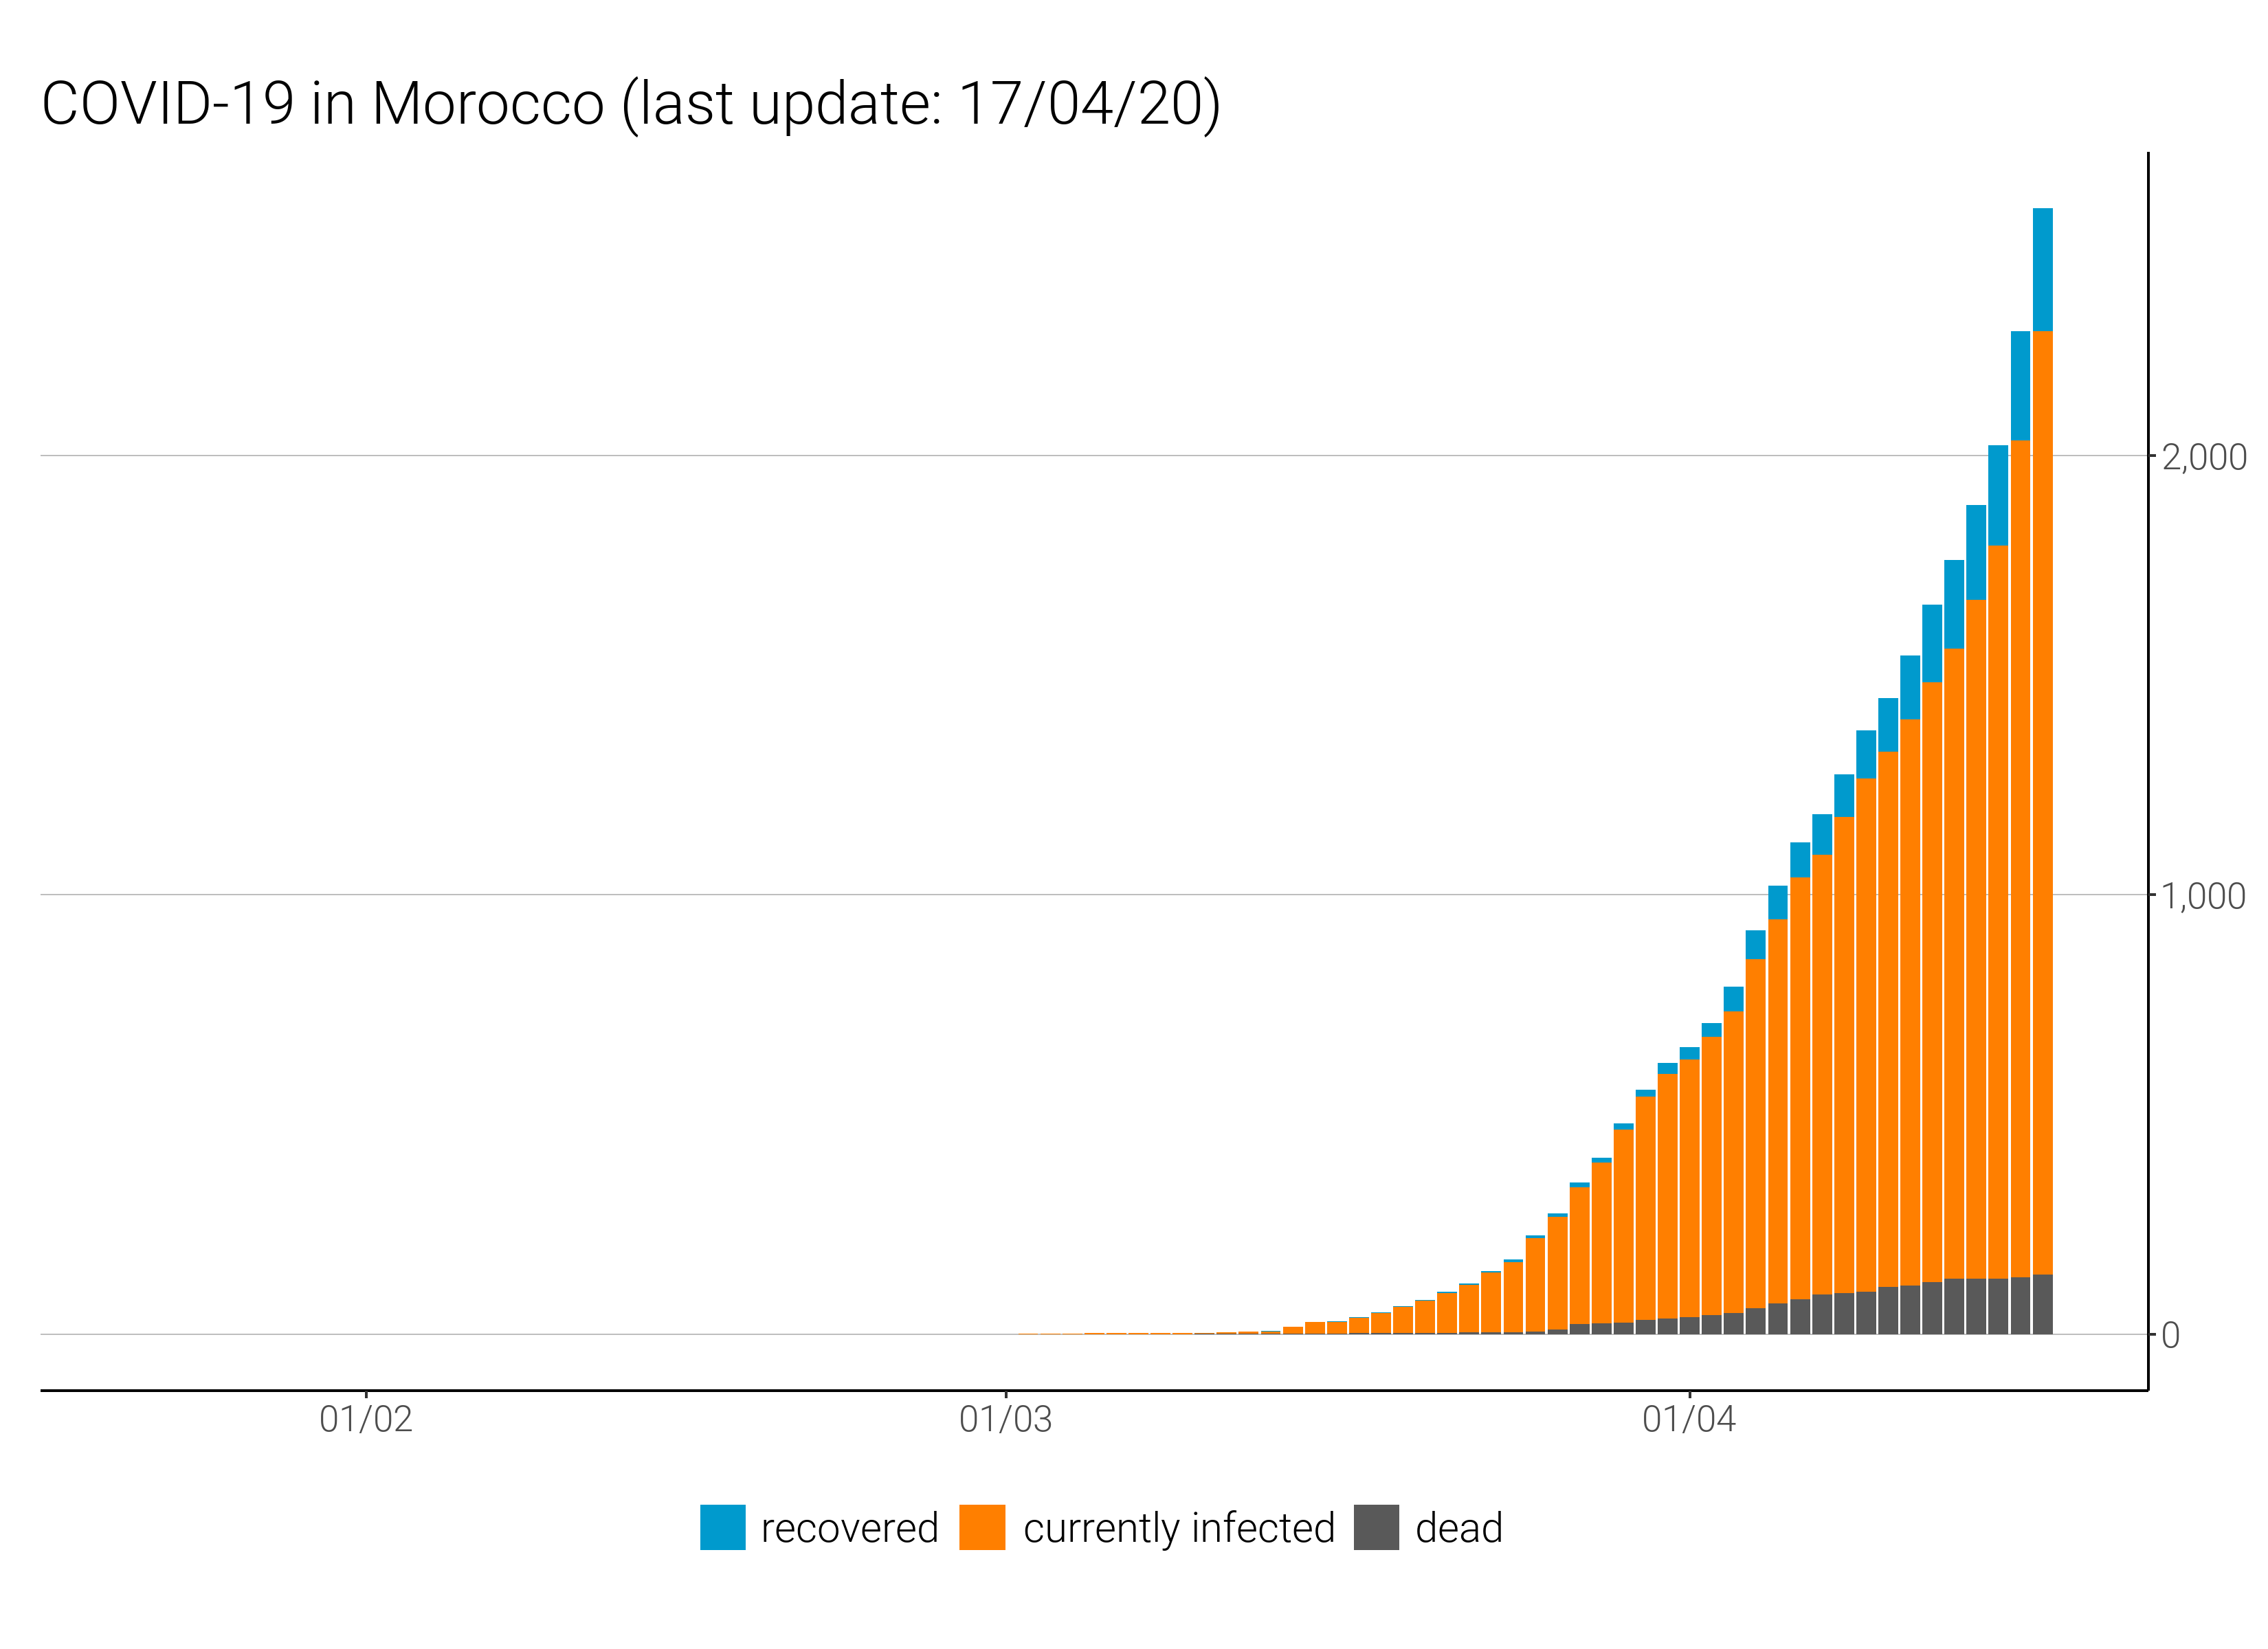 COVID-19 in Morocco (last update: 17/04/20)
2,000
1,000
0
01/02 01/03 01/04
recovered currently infected dead